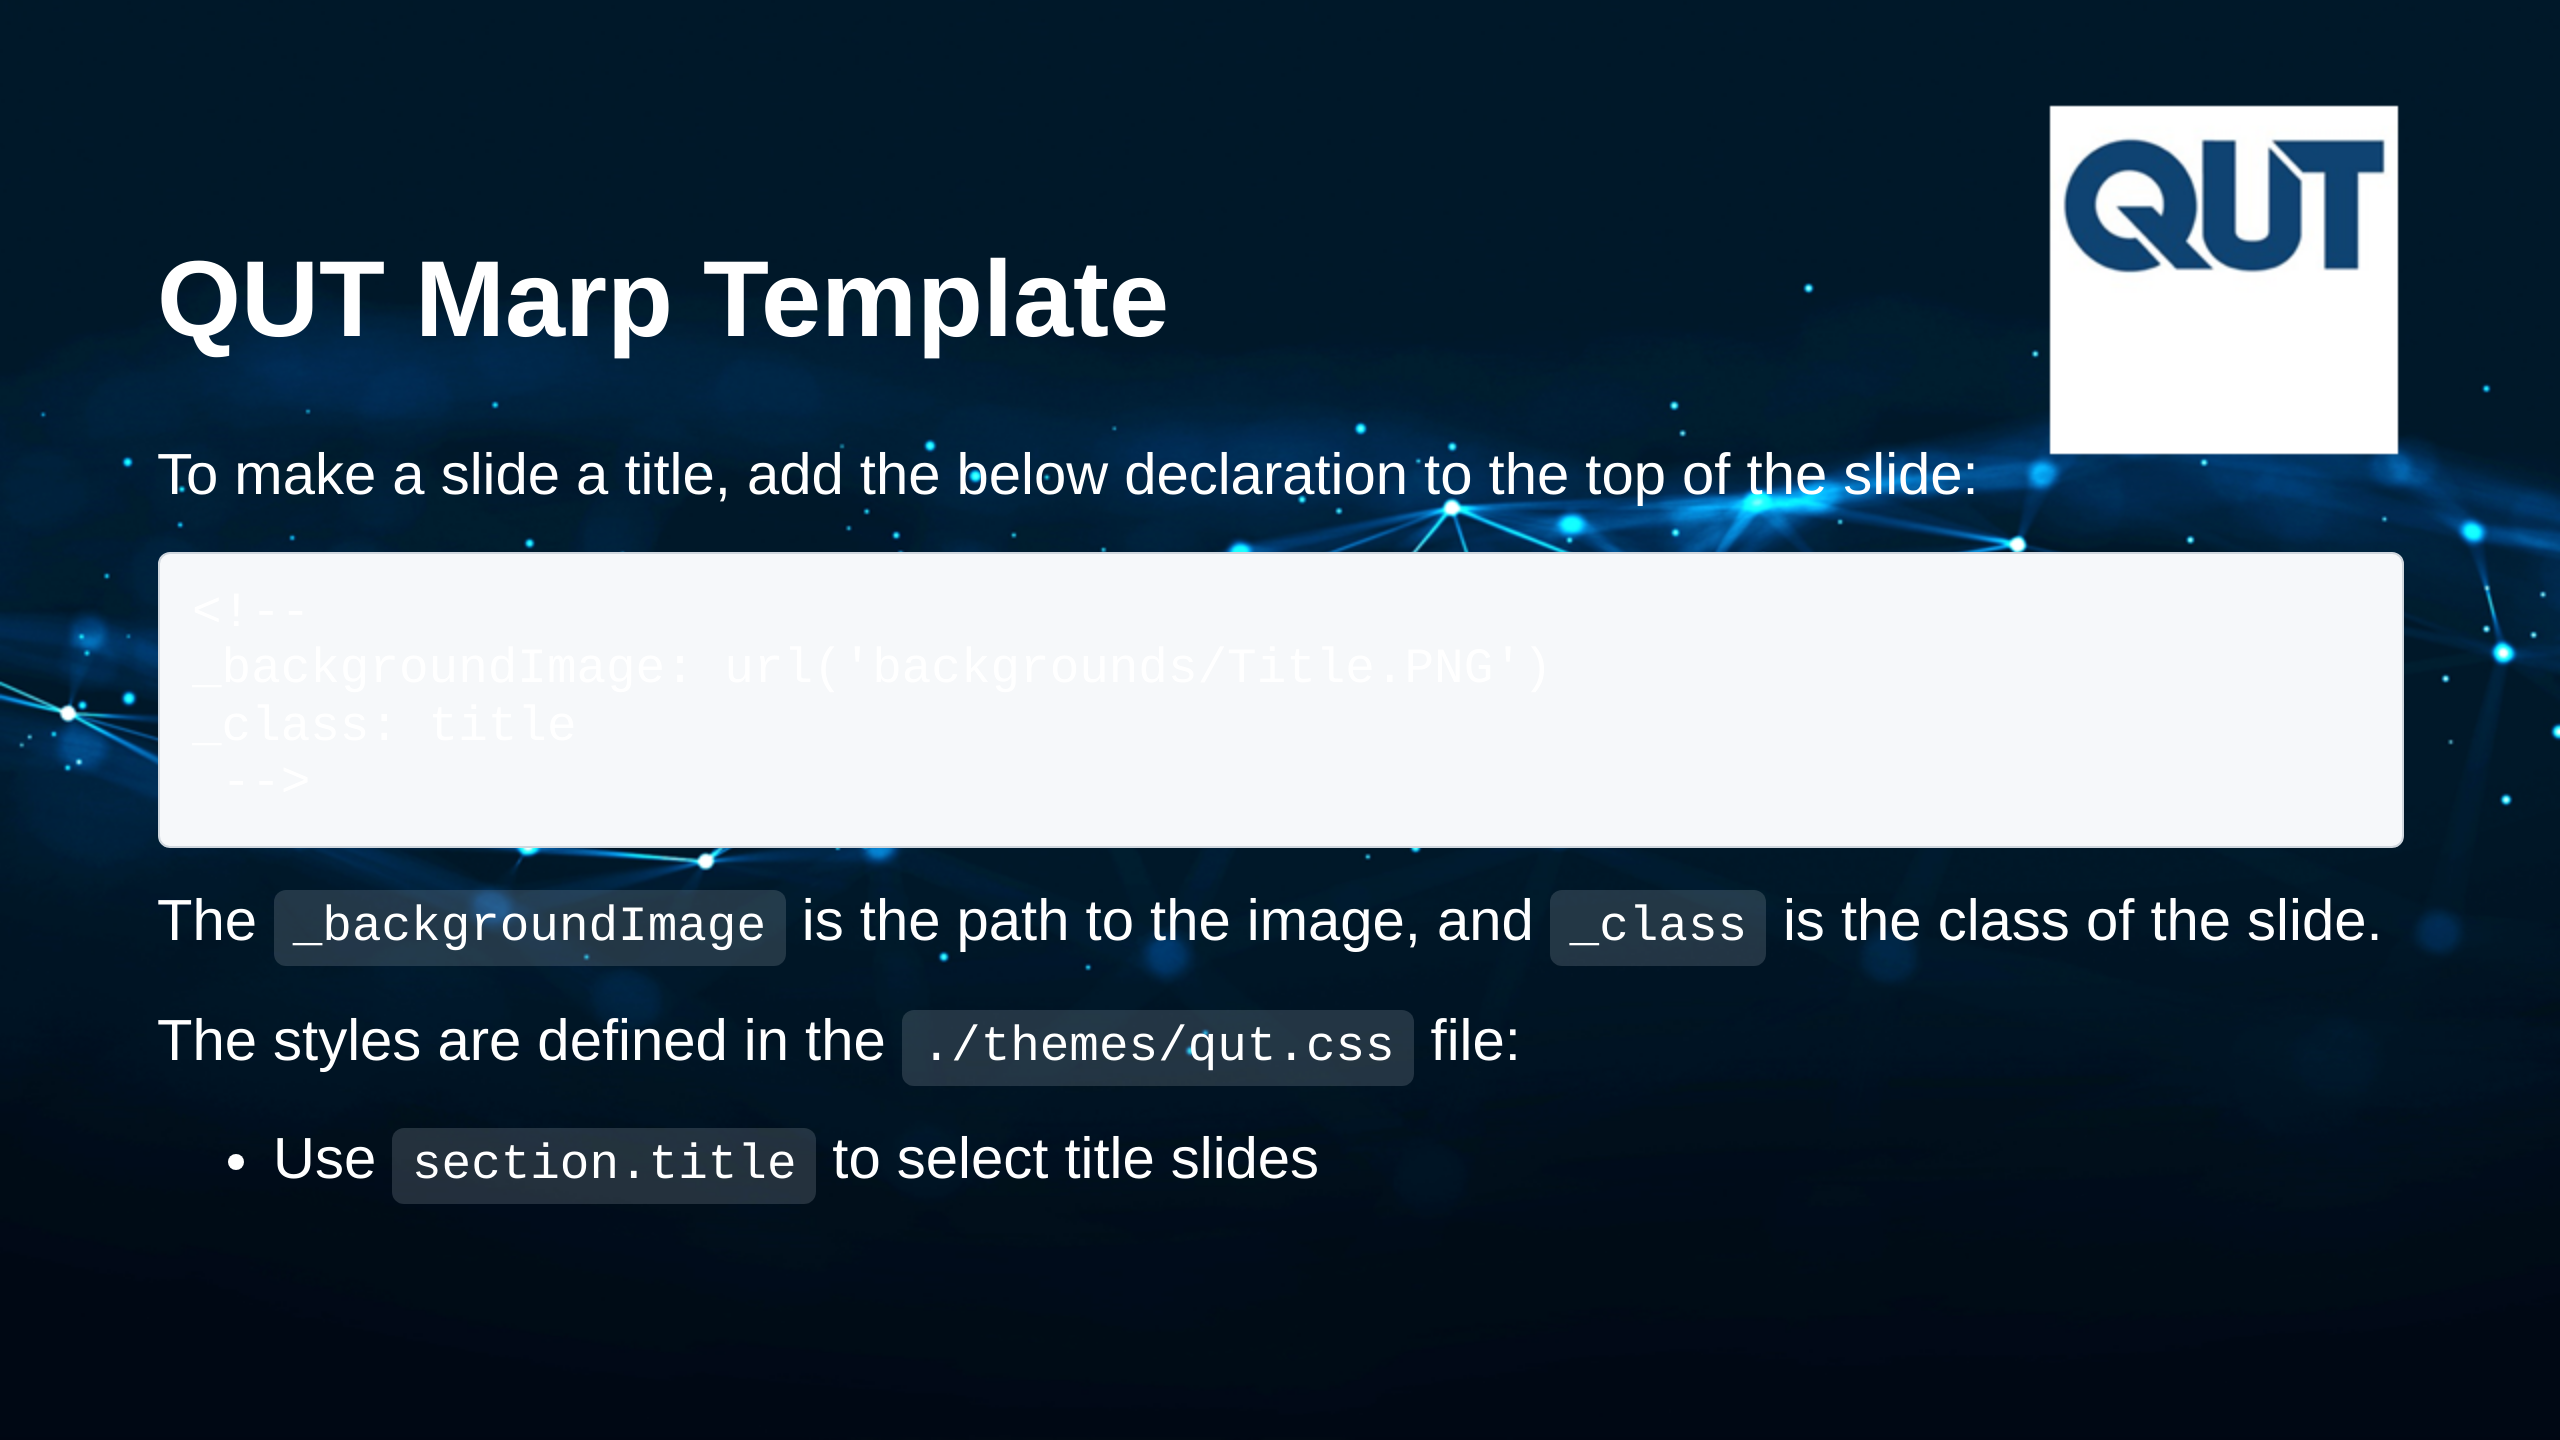 QUT
QUT Marp Template
To make a slide a title, add the below declaration to the top of the slide:
<!--
_backgroundImage: url('backgrounds/Title.PNG')
_class: title
 -->
The _backgroundImage is the path to the image, and _class is the class of the slide.
The styles are defined in the ./themes/qut.css file:
• Use section.title to select title slides